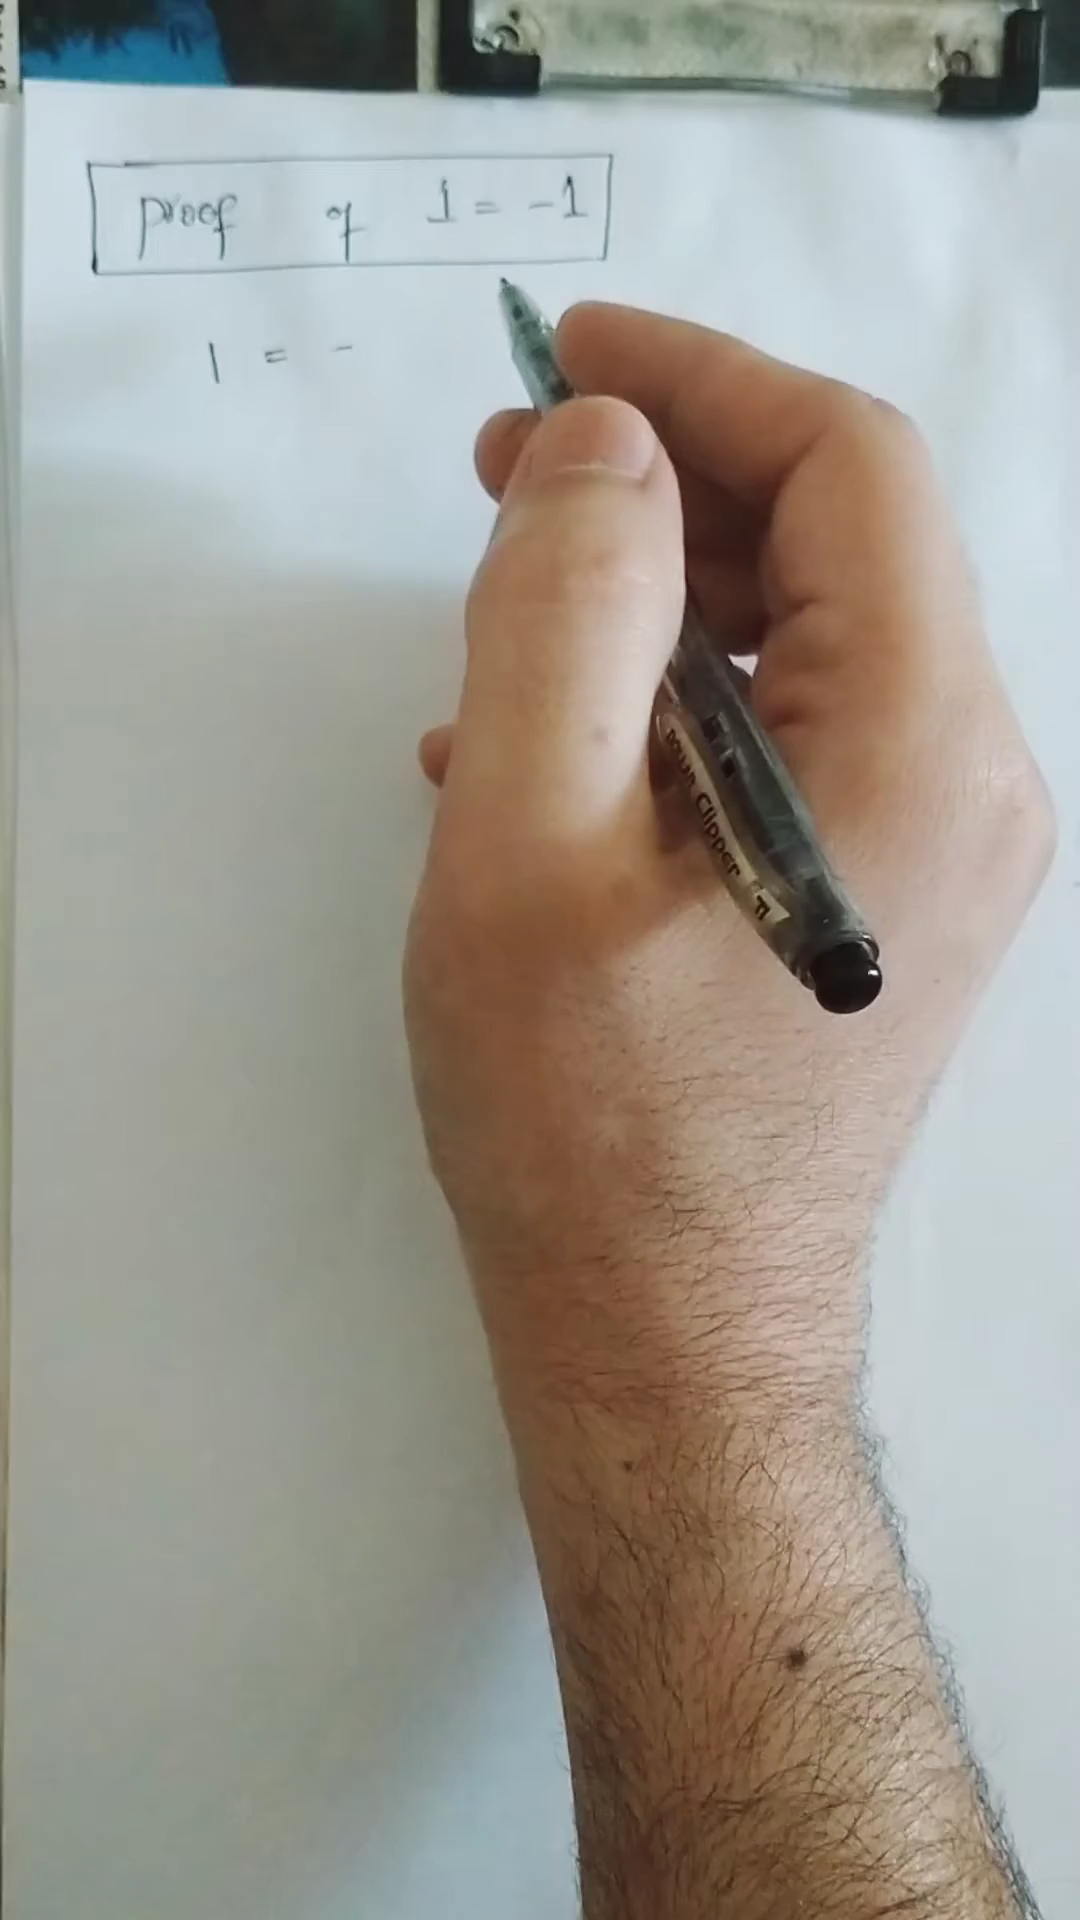 proof of 1 = -1
1 = -
Clipper